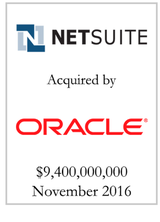 N NETSUITE
Acquired by
ORACLE®
$9,400,000,000
November 2016